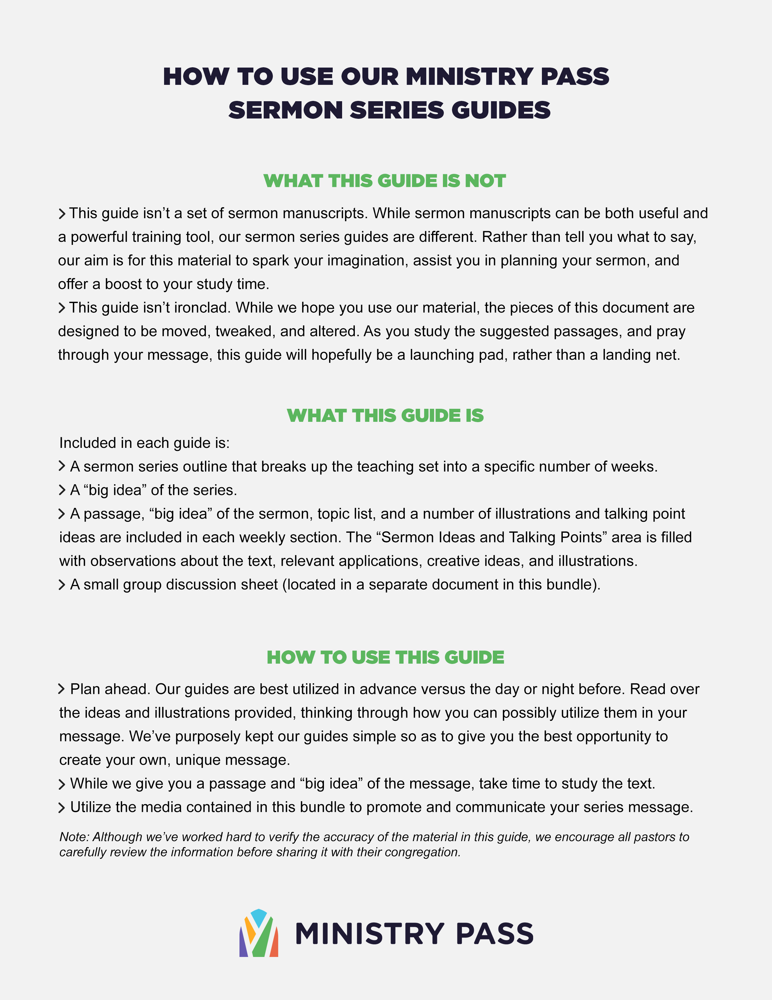 HOW TO USE OUR MINISTRY PASS
SERMON SERIES GUIDES
WHAT THIS GUIDE IS NOT
> This guide isn’t a set of sermon manuscripts. While sermon manuscripts can be both useful and
a powerful training tool, our sermon series guides are different. Rather than tell you what to say,
our aim is for this material to spark your imagination, assist you in planning your sermon, and
offer a boost to your study time.
> This guide isn’t ironclad. While we hope you use our material, the pieces of this document are
designed to be moved, tweaked, and altered. As you study the suggested passages, and pray
through your message, this guide will hopefully be a launching pad, rather than a landing net.
WHAT THIS GUIDE IS
Included in each guide is:
> A sermon series outline that breaks up the teaching set into a specific number of weeks.
> A “big idea” of the series.
> A passage, “big idea” of the sermon, topic list, and a number of illustrations and talking point
ideas are included in each weekly section. The “Sermon Ideas and Talking Points” area is filled
with observations about the text, relevant applications, creative ideas, and illustrations.
> A small group discussion sheet (located in a separate document in this bundle).
HOW TO USE THIS GUIDE
> Plan ahead. Our guides are best utilized in advance versus the day or night before. Read over
the ideas and illustrations provided, thinking through how you can possibly utilize them in your
message. We’ve purposely kept our guides simple so as to give you the best opportunity to
create your own, unique message.
> While we give you a passage and “big idea” of the message, take time to study the text.
> Utilize the media contained in this bundle to promote and communicate your series message.
Note: Although we’ve worked hard to verify the accuracy of the material in this guide, we encourage all pastors to
carefully review the information before sharing it with their congregation.
MINISTRY PASS